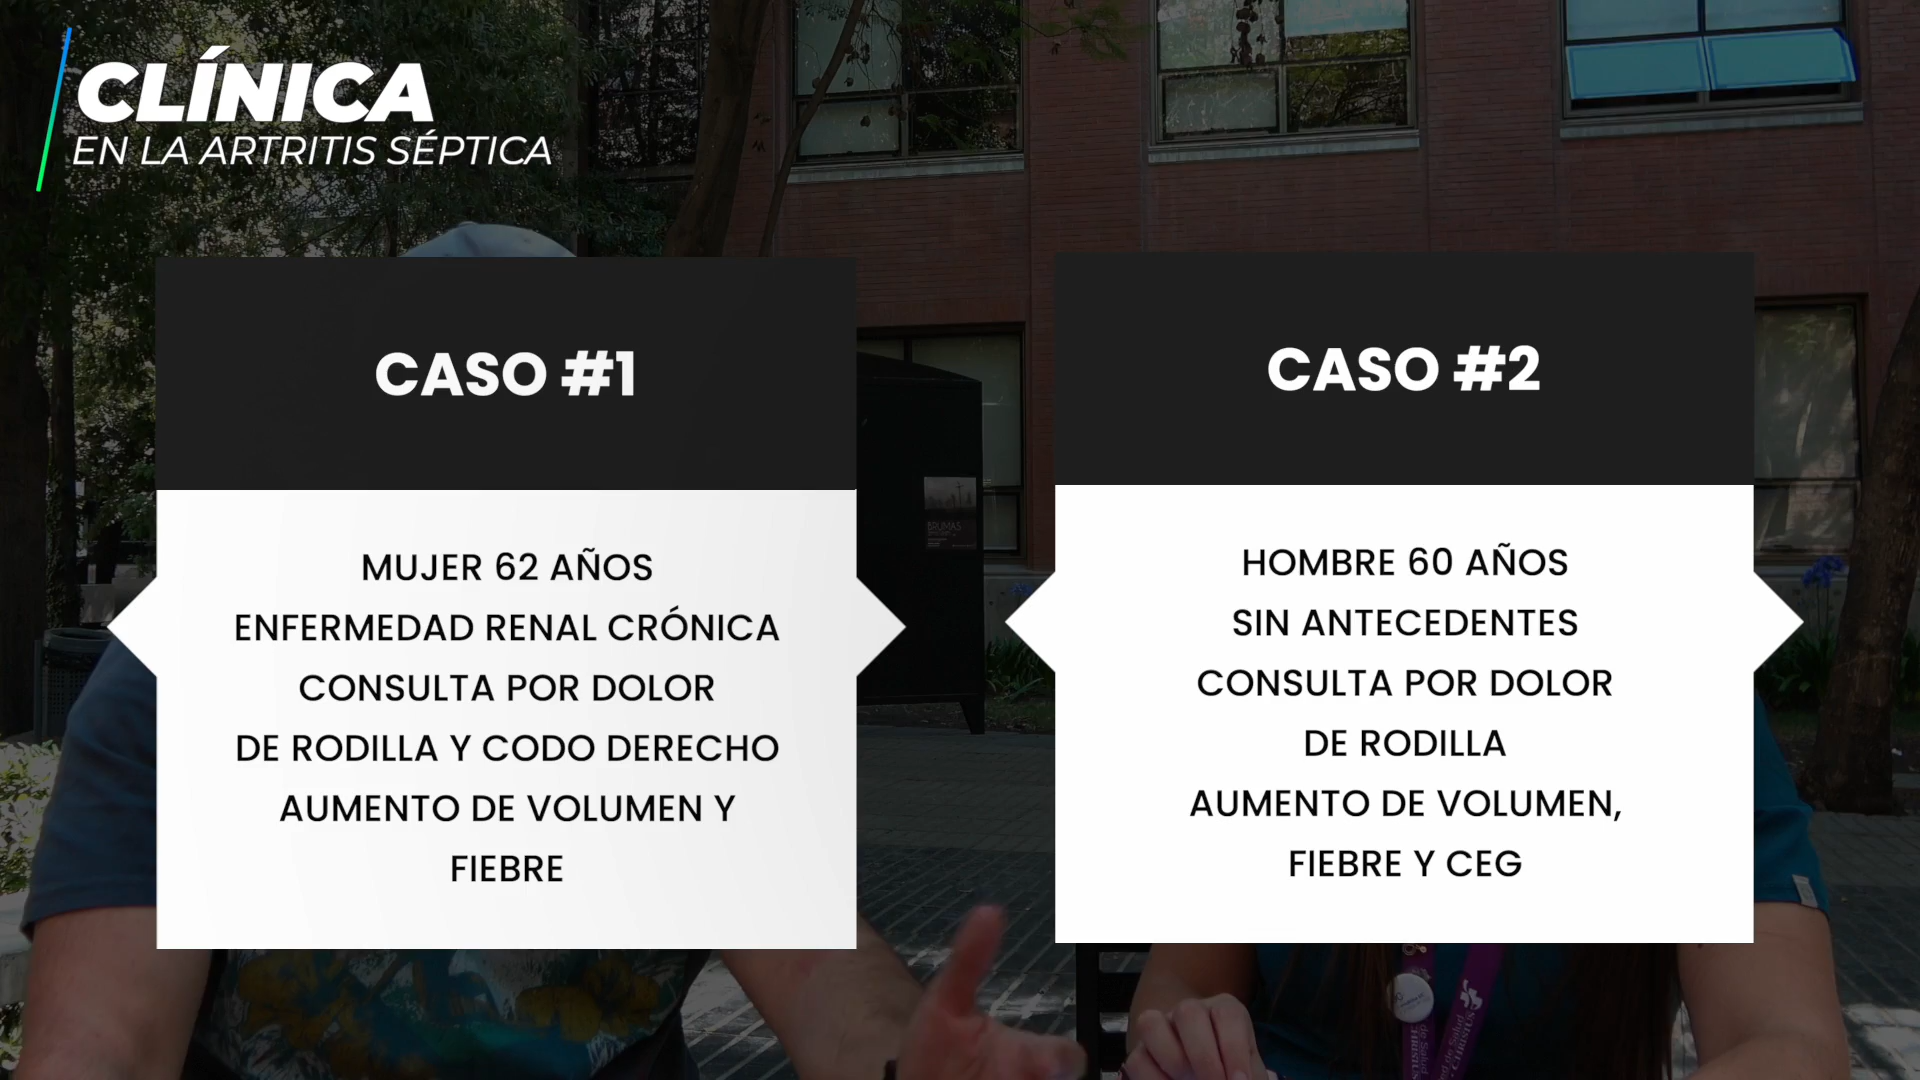 CLÍNICA
EN LA ARTRITIS SÉPTICA
CASO #1
MUJER 62 AÑOS
ENFERMEDAD RENAL CRÓNICA
CONSULTA POR DOLOR
DE RODILLA Y CODO DERECHO
AUMENTO DE VOLUMEN Y
FIEBRE
CASO #2
HOMBRE 60 AÑOS
SIN ANTECEDENTES
CONSULTA POR DOLOR
DE RODILLA
AUMENTO DE VOLUMEN,
FIEBRE Y CEG
BRUMAS